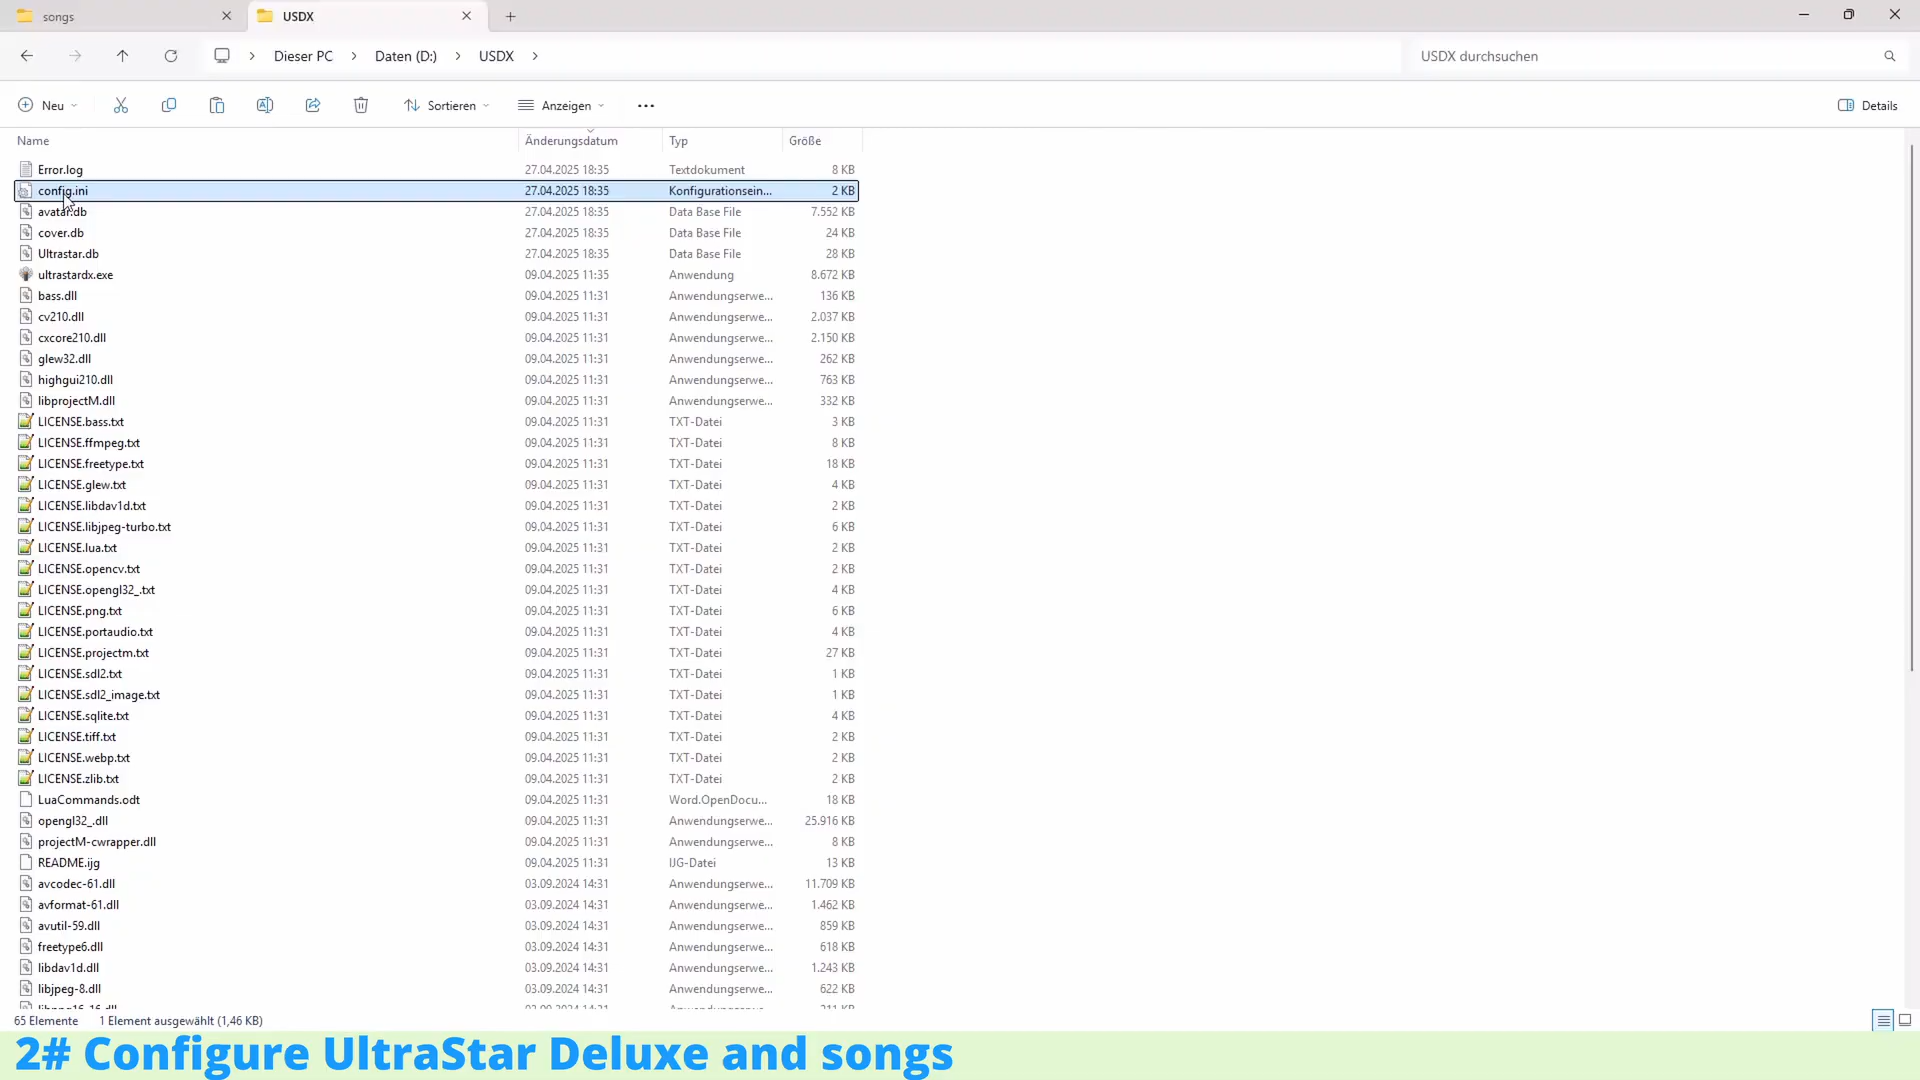 songs
USDX
Dieser PC
Daten (D:)
USDX
USDX durchsuchen
Neu
Sortieren
Anzeigen
Details
Name Änderungsdatum Typ Größe
Error.log 27.04.2025 18:35 Textdokument 8 KB
config.ini 27.04.2025 18:35 Konfigurationsein... 2 KB
avatar.db 27.04.2025 18:35 Data Base File 7.552 KB
cover.db 27.04.2025 18:35 Data Base File 24 KB
Ultrastar.db 27.04.2025 18:35 Data Base File 28 KB
ultrastardx.exe 09.04.2025 11:35 Anwendung 8.672 KB
bass.dll 09.04.2025 11:31 Anwendungserwe... 136 KB
cv210.dll 09.04.2025 11:31 Anwendungserwe... 2.037 KB
cxcore210.dll 09.04.2025 11:31 Anwendungserwe... 2.150 KB
glew32.dll 09.04.2025 11:31 Anwendungserwe... 262 KB
highgui210.dll 09.04.2025 11:31 Anwendungserwe... 763 KB
libprojectM.dll 09.04.2025 11:31 Anwendungserwe... 332 KB
LICENSE.bass.txt 09.04.2025 11:31 TXT-Datei 3 KB
LICENSE.ffmpeg.txt 09.04.2025 11:31 TXT-Datei 8 KB
LICENSE.freetype.txt 09.04.2025 11:31 TXT-Datei 18 KB
LICENSE.glew.txt 09.04.2025 11:31 TXT-Datei 4 KB
LICENSE.libdav1d.txt 09.04.2025 11:31 TXT-Datei 2 KB
LICENSE.libjpeg-turbo.txt 09.04.2025 11:31 TXT-Datei 6 KB
LICENSE.lua.txt 09.04.2025 11:31 TXT-Datei 2 KB
LICENSE.opencv.txt 09.04.2025 11:31 TXT-Datei 2 KB
LICENSE.opengl32_.txt 09.04.2025 11:31 TXT-Datei 4 KB
LICENSE.png.txt 09.04.2025 11:31 TXT-Datei 6 KB
LICENSE.portaudio.txt 09.04.2025 11:31 TXT-Datei 4 KB
LICENSE.projectm.txt 09.04.2025 11:31 TXT-Datei 27 KB
LICENSE.sdl2.txt 09.04.2025 11:31 TXT-Datei 1 KB
LICENSE.sdl2_image.txt 09.04.2025 11:31 TXT-Datei 1 KB
LICENSE.sqlite.txt 09.04.2025 11:31 TXT-Datei 4 KB
LICENSE.tiff.txt 09.04.2025 11:31 TXT-Datei 2 KB
LICENSE.webp.txt 09.04.2025 11:31 TXT-Datei 2 KB
LICENSE.zlib.txt 09.04.2025 11:31 TXT-Datei 2 KB
LuaCommands.odt 09.04.2025 11:31 Word.OpenDocu... 18 KB
opengl32_.dll 09.04.2025 11:31 Anwendungserwe... 25.916 KB
projectM-cwrapper.dll 09.04.2025 11:31 Anwendungserwe... 8 KB
README.ijg 09.04.2025 11:31 IJG-Datei 13 KB
avcodec-61.dll 03.09.2024 14:31 Anwendungserwe... 11.709 KB
avformat-61.dll 03.09.2024 14:31 Anwendungserwe... 1.462 KB
avutil-59.dll 03.09.2024 14:31 Anwendungserwe... 859 KB
freetype6.dll 03.09.2024 14:31 Anwendungserwe... 618 KB
libdav1d.dll 03.09.2024 14:31 Anwendungserwe... 1.243 KB
libjpeg-8.dll 03.09.2024 14:31 Anwendungserwe... 622 KB
65 Elemente 1 Element ausgewählt (1,46 KB)
2# Configure UltraStar Deluxe and songs